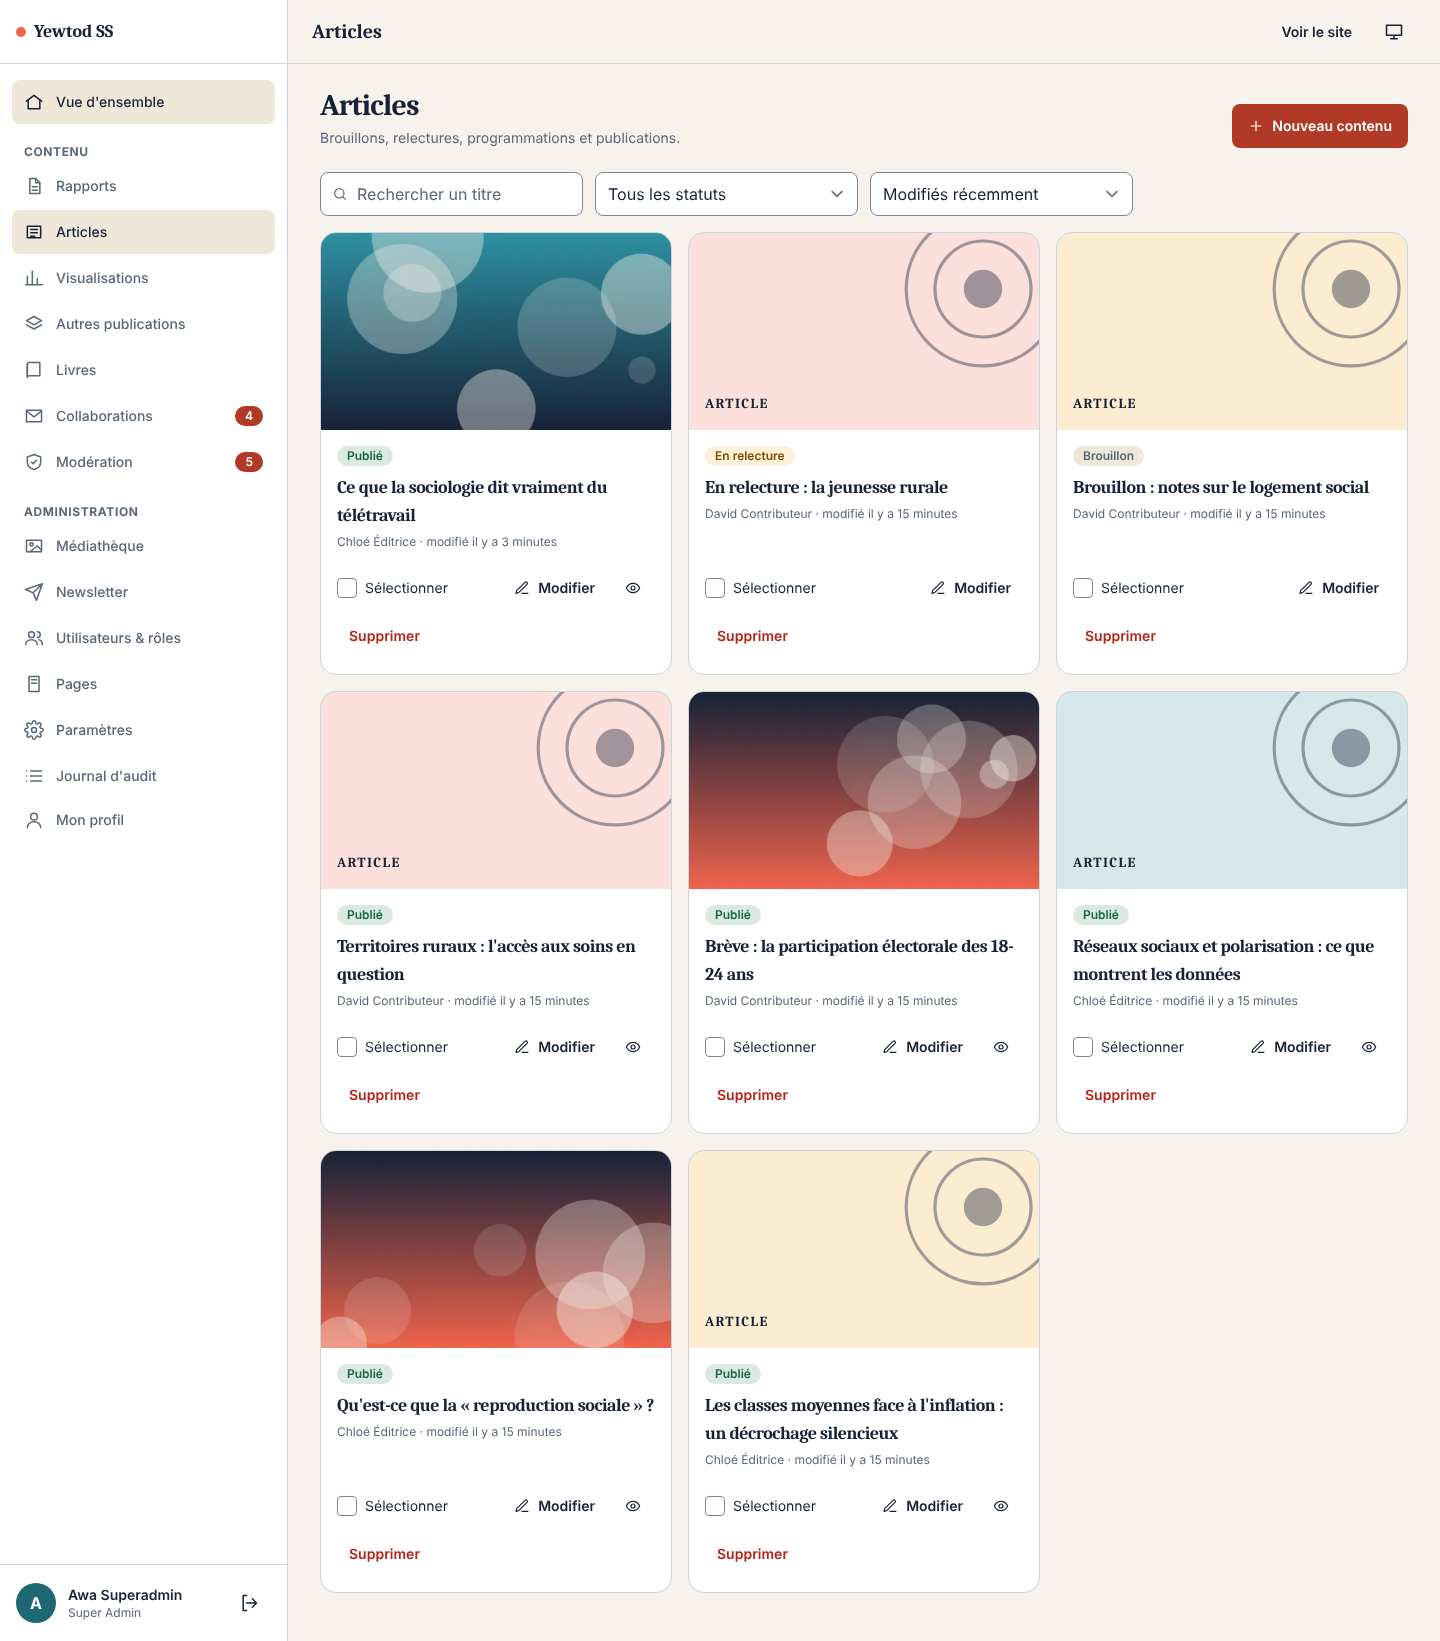 Yewtod SS
Vue d'ensemble
CONTENU
Rapports
Articles
Visualisations
Autres publications
Livres
Collaborations 4
Modération 5
ADMINISTRATION
Médiathèque
Newsletter
Utilisateurs & rôles
Pages
Paramètres
Journal d'audit
Mon profil
A
Awa Superadmin
Super Admin
Articles
Voir le site
Articles
Brouillons, relectures, programmations et publications.
Nouveau contenu
Rechercher un titre
Tous les statuts
Modifiés récemment
Publié
Ce que la sociologie dit vraiment du
télétravail
Chloé Éditrice · modifié il y a 3 minutes
Sélectionner
Modifier
Supprimer
ARTICLE
En relecture
En relecture : la jeunesse rurale
David Contributeur · modifié il y a 15 minutes
Sélectionner
Modifier
Supprimer
ARTICLE
Brouillon
Brouillon : notes sur le logement social
David Contributeur · modifié il y a 15 minutes
Sélectionner
Modifier
Supprimer
ARTICLE
Publié
Territoires ruraux : l'accès aux soins en
question
David Contributeur · modifié il y a 15 minutes
Sélectionner
Modifier
Supprimer
Publié
Brève : la participation électorale des 18-
24 ans
David Contributeur · modifié il y a 15 minutes
Sélectionner
Modifier
Supprimer
ARTICLE
Publié
Réseaux sociaux et polarisation : ce que
montrent les données
Chloé Éditrice · modifié il y a 15 minutes
Sélectionner
Modifier
Supprimer
Publié
Qu'est-ce que la « reproduction sociale » ?
Chloé Éditrice · modifié il y a 15 minutes
Sélectionner
Modifier
Supprimer
ARTICLE
Publié
Les classes moyennes face à l'inflation :
un décrochage silencieux
Chloé Éditrice · modifié il y a 15 minutes
Sélectionner
Modifier
Supprimer